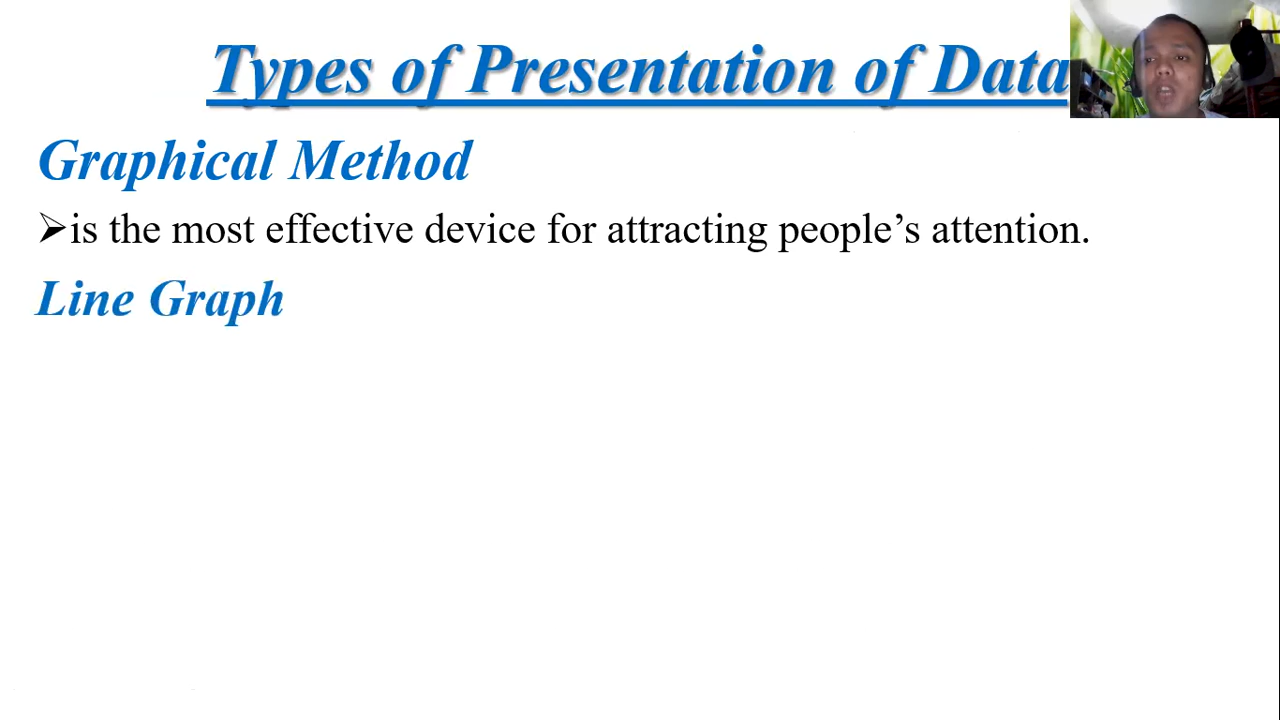 Types of Presentation of Data
Graphical Method
➢is the most effective device for attracting people’s attention.
Line Graph